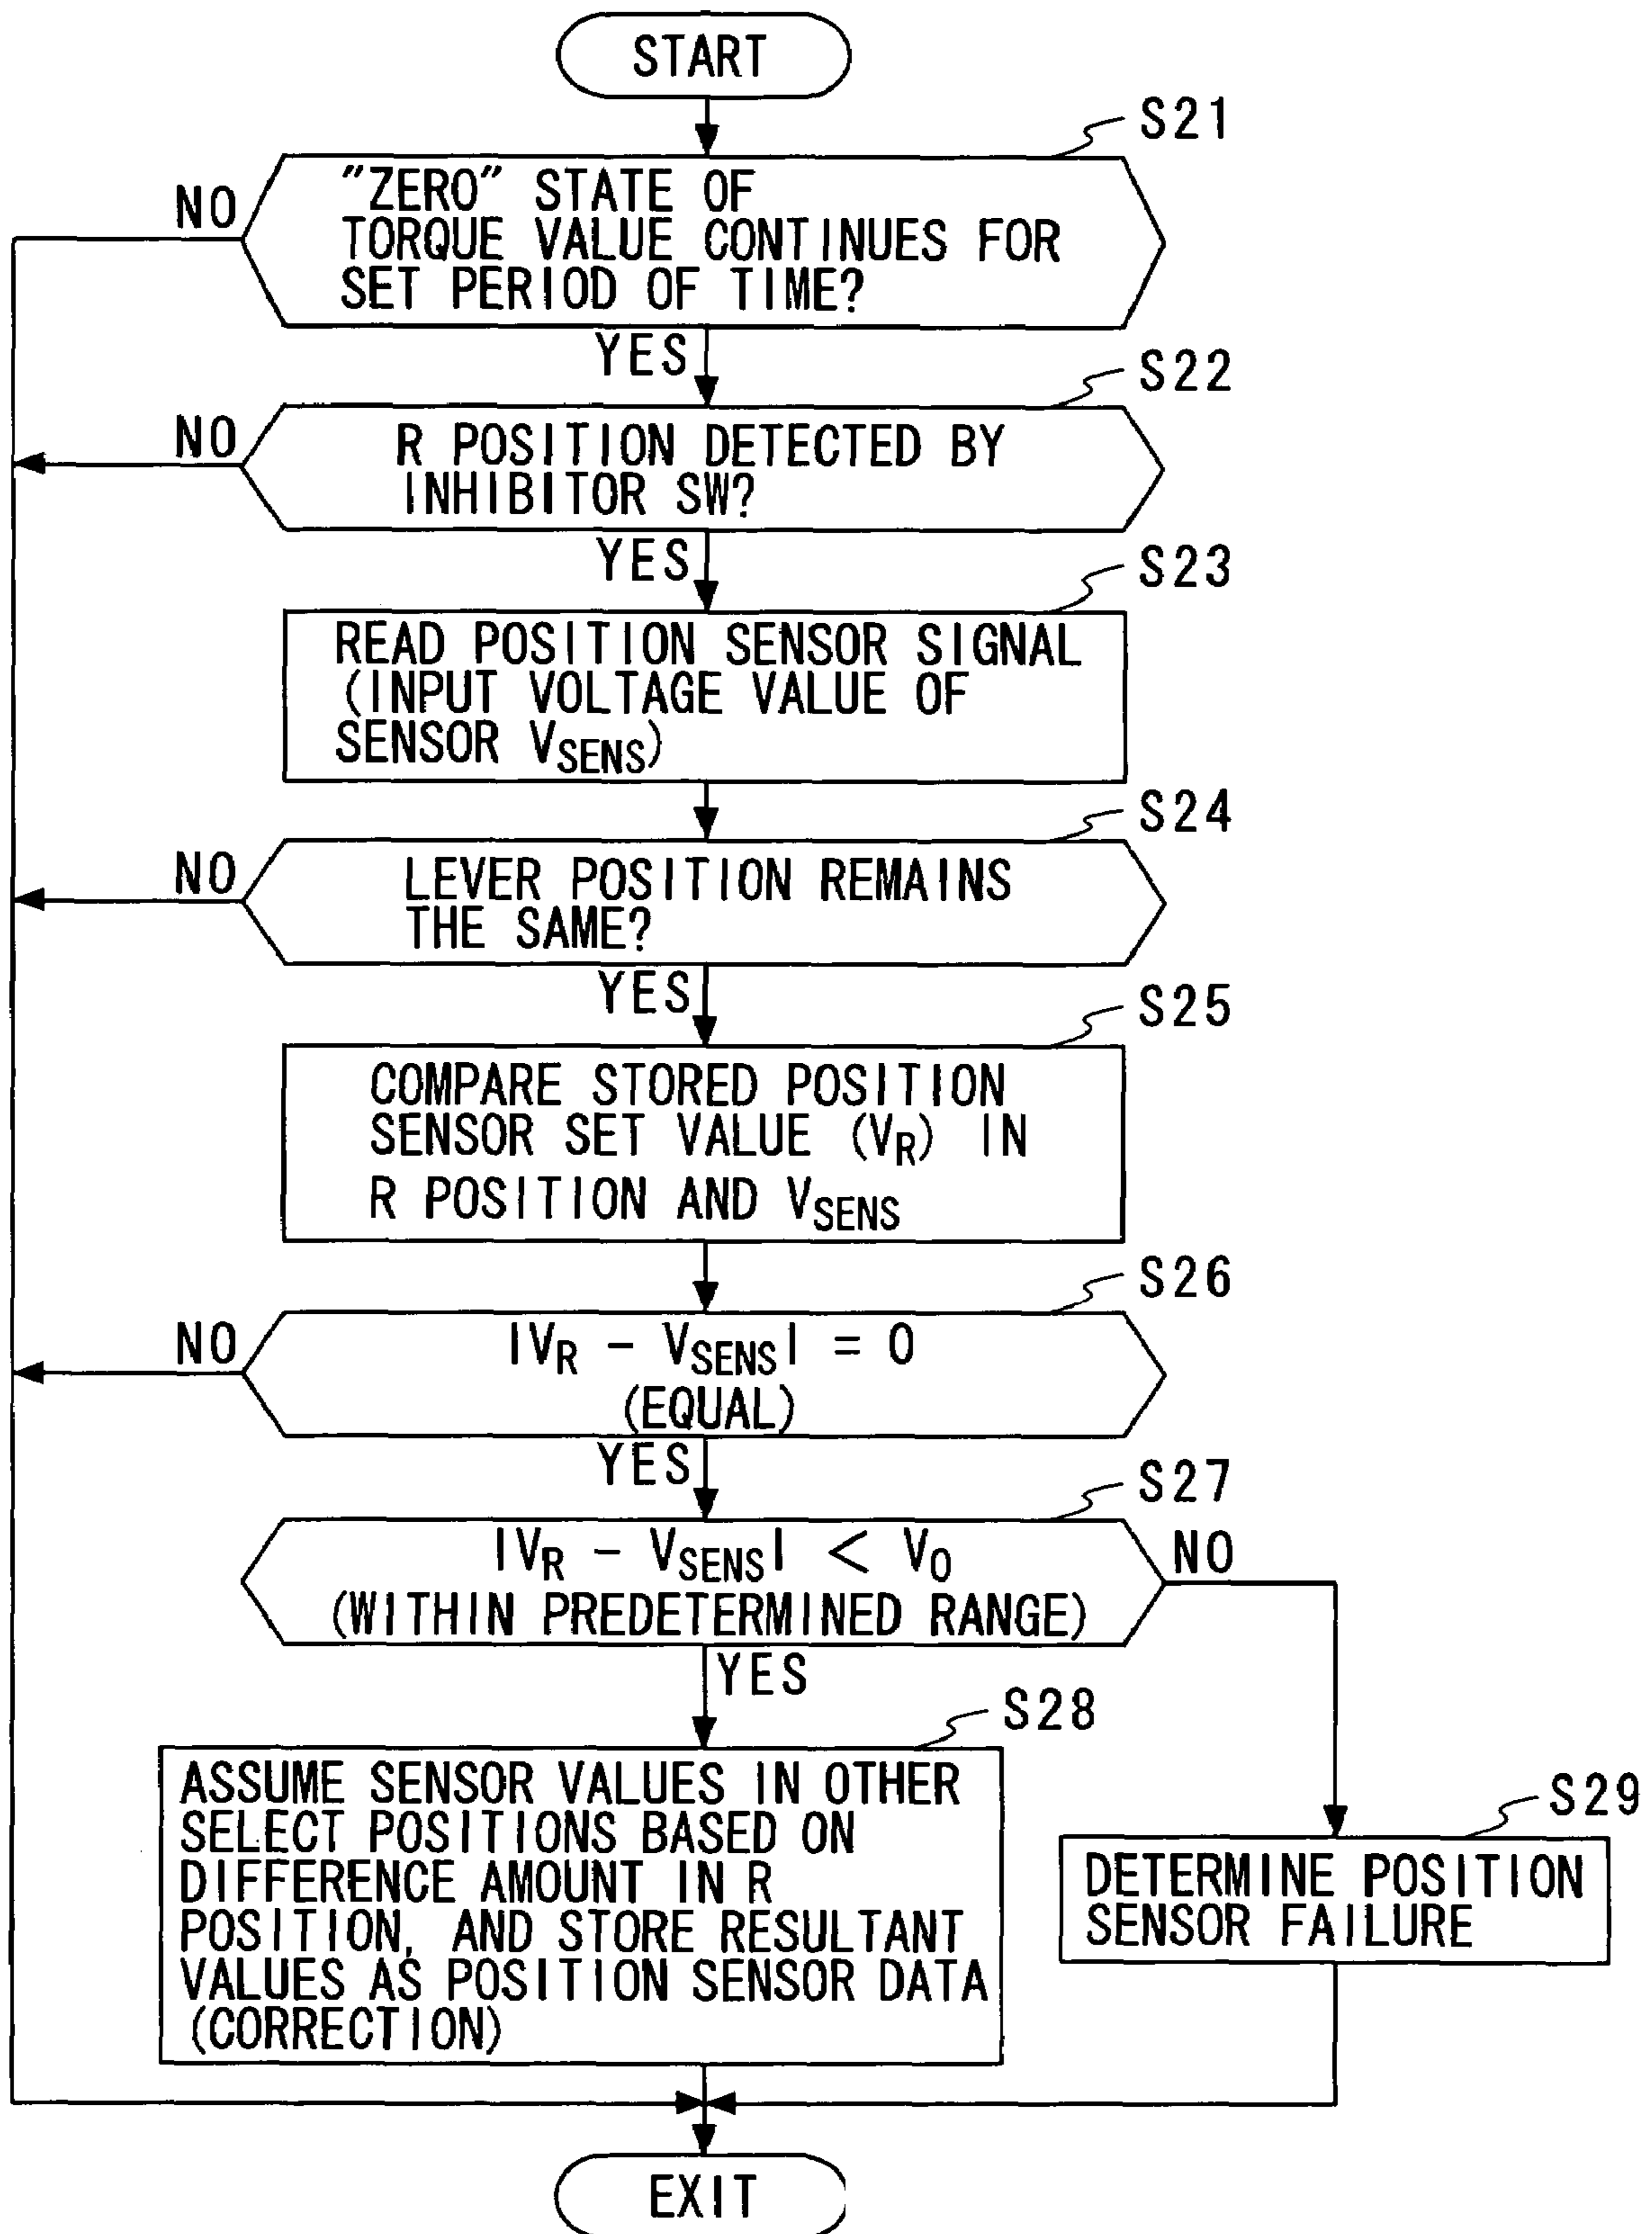 START
S21
"ZERO" STATE OF
TORQUE VALUE CONTINUES FOR
SET PERIOD OF TIME?
NO
YES
S22
R POSITION DETECTED BY
INHIBITOR SW?
NO
YES
S23
READ POSITION SENSOR SIGNAL
(INPUT VOLTAGE VALUE OF
SENSOR VSENS)
S24
LEVER POSITION REMAINS
THE SAME?
NO
YES
S25
COMPARE STORED POSITION
SENSOR SET VALUE (VR) IN
R POSITION AND VSENS
S26
|VR - VSENS| = 0
(EQUAL)
NO
YES
S27
|VR - VSENS| < V0
(WITHIN PREDETERMINED RANGE)
NO
YES
S28
ASSUME SENSOR VALUES IN OTHER
SELECT POSITIONS BASED ON
DIFFERENCE AMOUNT IN R
POSITION, AND STORE RESULTANT
VALUES AS POSITION SENSOR DATA
(CORRECTION)
S29
DETERMINE POSITION
SENSOR FAILURE
EXIT